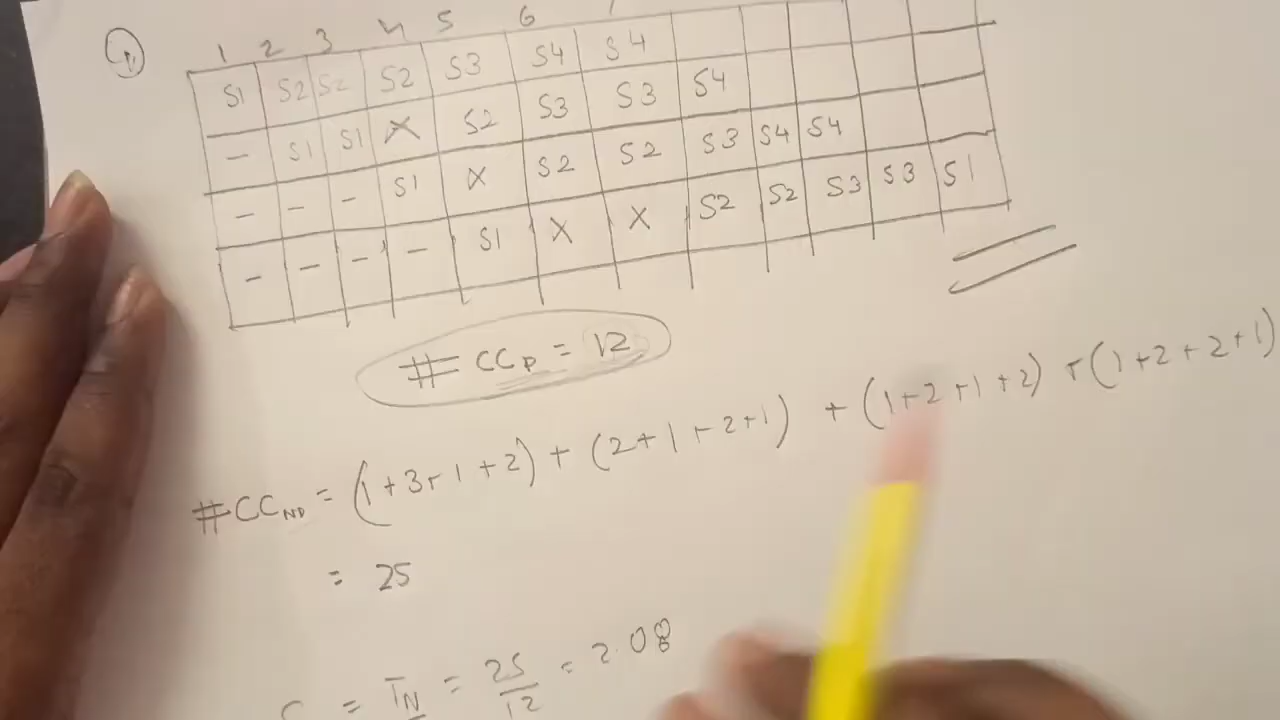 1 2 3 4 5 6
S1 S2 S2 S2 S3 S4 S4
- S1 S1 X S2 S3 S3 S4
- - - S1 X S2 S2 S3 S4 S4
- - - - S1 X X S2 S2 S3 S3 S1
# CCP = 12
#CCND = (1+3+1+2) + (2+1+2+1) + (1+2+1+2) + (1+2+2+1)
= 25
= TN = 25/12 = 2.08